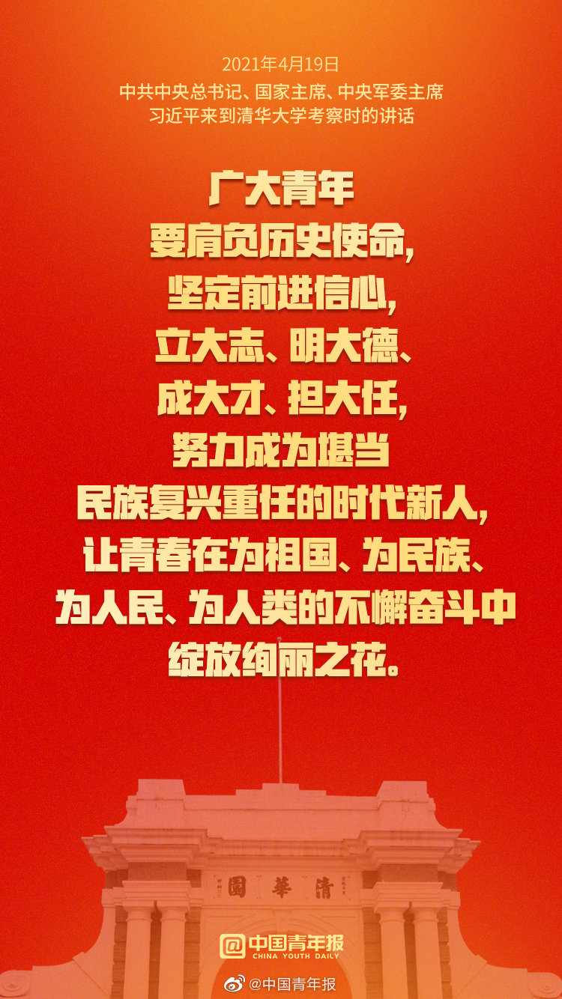 2021年4月19日
中共中央总书记、国家主席、中央军委主席
习近平来到清华大学考察时的讲话
广大青年
要肩负历史使命,
坚定前进信心,
立大志、明大德、
成大才、担大任,
努力成为堪当
民族复兴重任的时代新人,
让青春在为祖国、为民族、
为人民、为人类的不懈奋斗中
绽放绚丽之花。
園華清
@中国青年报
CHINA YOUTH DAILY
@中国青年报